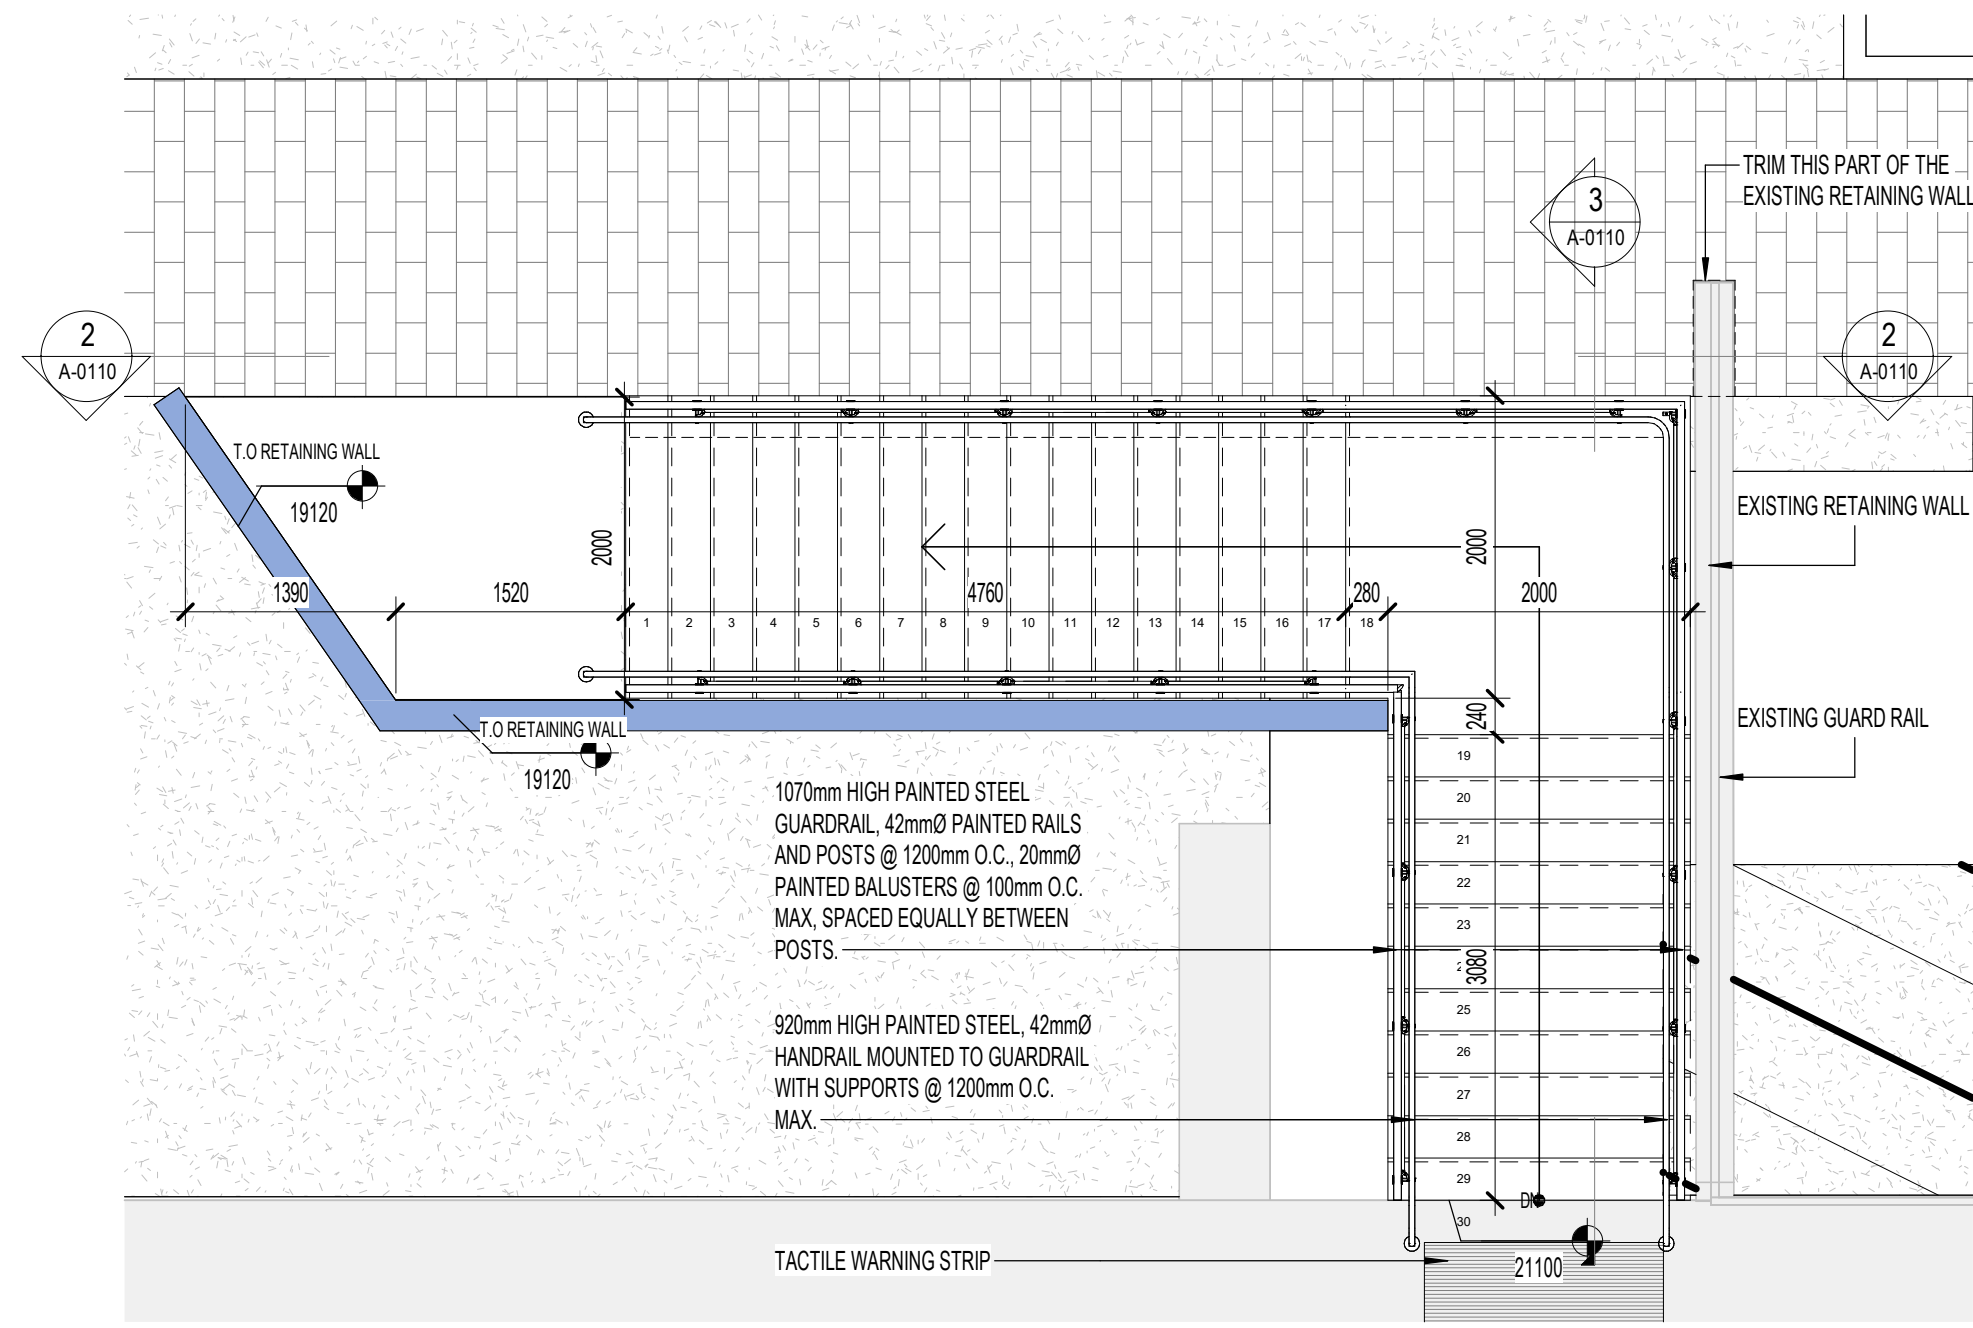 TRIM THIS PART OF THE
EXISTING RETAINING WALL
3
A-0110
2
A-0110
2
A-0110
T.O RETAINING WALL
19120
EXISTING RETAINING WALL
2000
2000
1390
1520
4760
280
2000
1 2 3 4 5 6 7 8 9 10 11 12 13 14 15 16 17 18
240
EXISTING GUARD RAIL
T.O RETAINING WALL
19120
1070mm HIGH PAINTED STEEL
GUARDRAIL, 42mmØ PAINTED RAILS
AND POSTS @ 1200mm O.C., 20mmØ
PAINTED BALUSTERS @ 100mm O.C.
MAX, SPACED EQUALLY BETWEEN
POSTS.
19
20
21
22
23
3080
25
26
27
28
29
30
920mm HIGH PAINTED STEEL, 42mmØ
HANDRAIL MOUNTED TO GUARDRAIL
WITH SUPPORTS @ 1200mm O.C.
MAX.
DN
TACTILE WARNING STRIP
21100